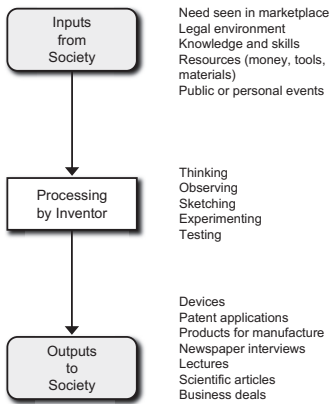 Inputs
from
Society
Need seen in marketplace
Legal environment
Knowledge and skills
Resources (money, tools,
materials)
Public or personal events
Processing
by Inventor
Thinking
Observing
Sketching
Experimenting
Testing
Outputs
to
Society
Devices
Patent applications
Products for manufacture
Newspaper interviews
Lectures
Scientific articles
Business deals